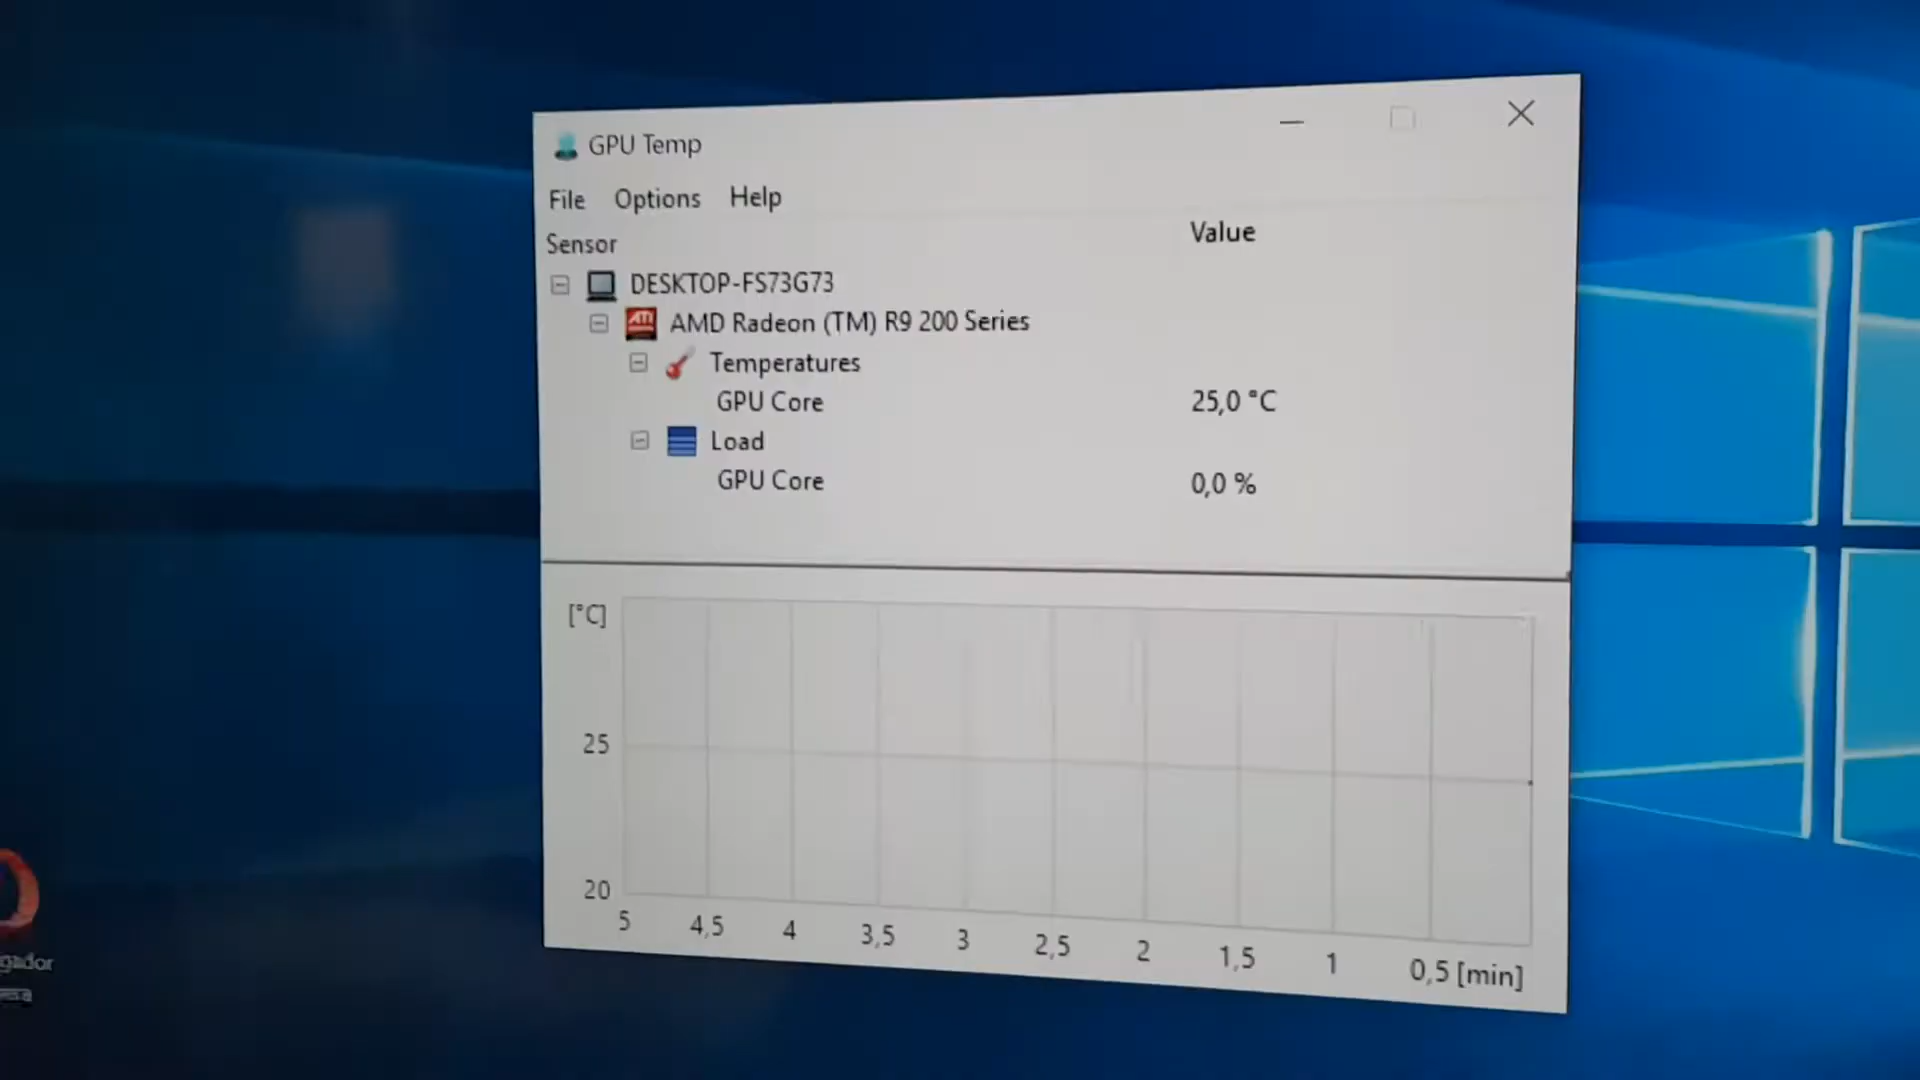 GPU Temp
File Options Help
Sensor Value
DESKTOP-FS73G73
ATI AMD Radeon (TM) R9 200 Series
Temperatures
GPU Core 25,0 °C
Load
GPU Core 0,0 %
[°C]
25
20
5 4,5 4 3,5 3 2,5 2 1,5 1 0,5 [min]
gador